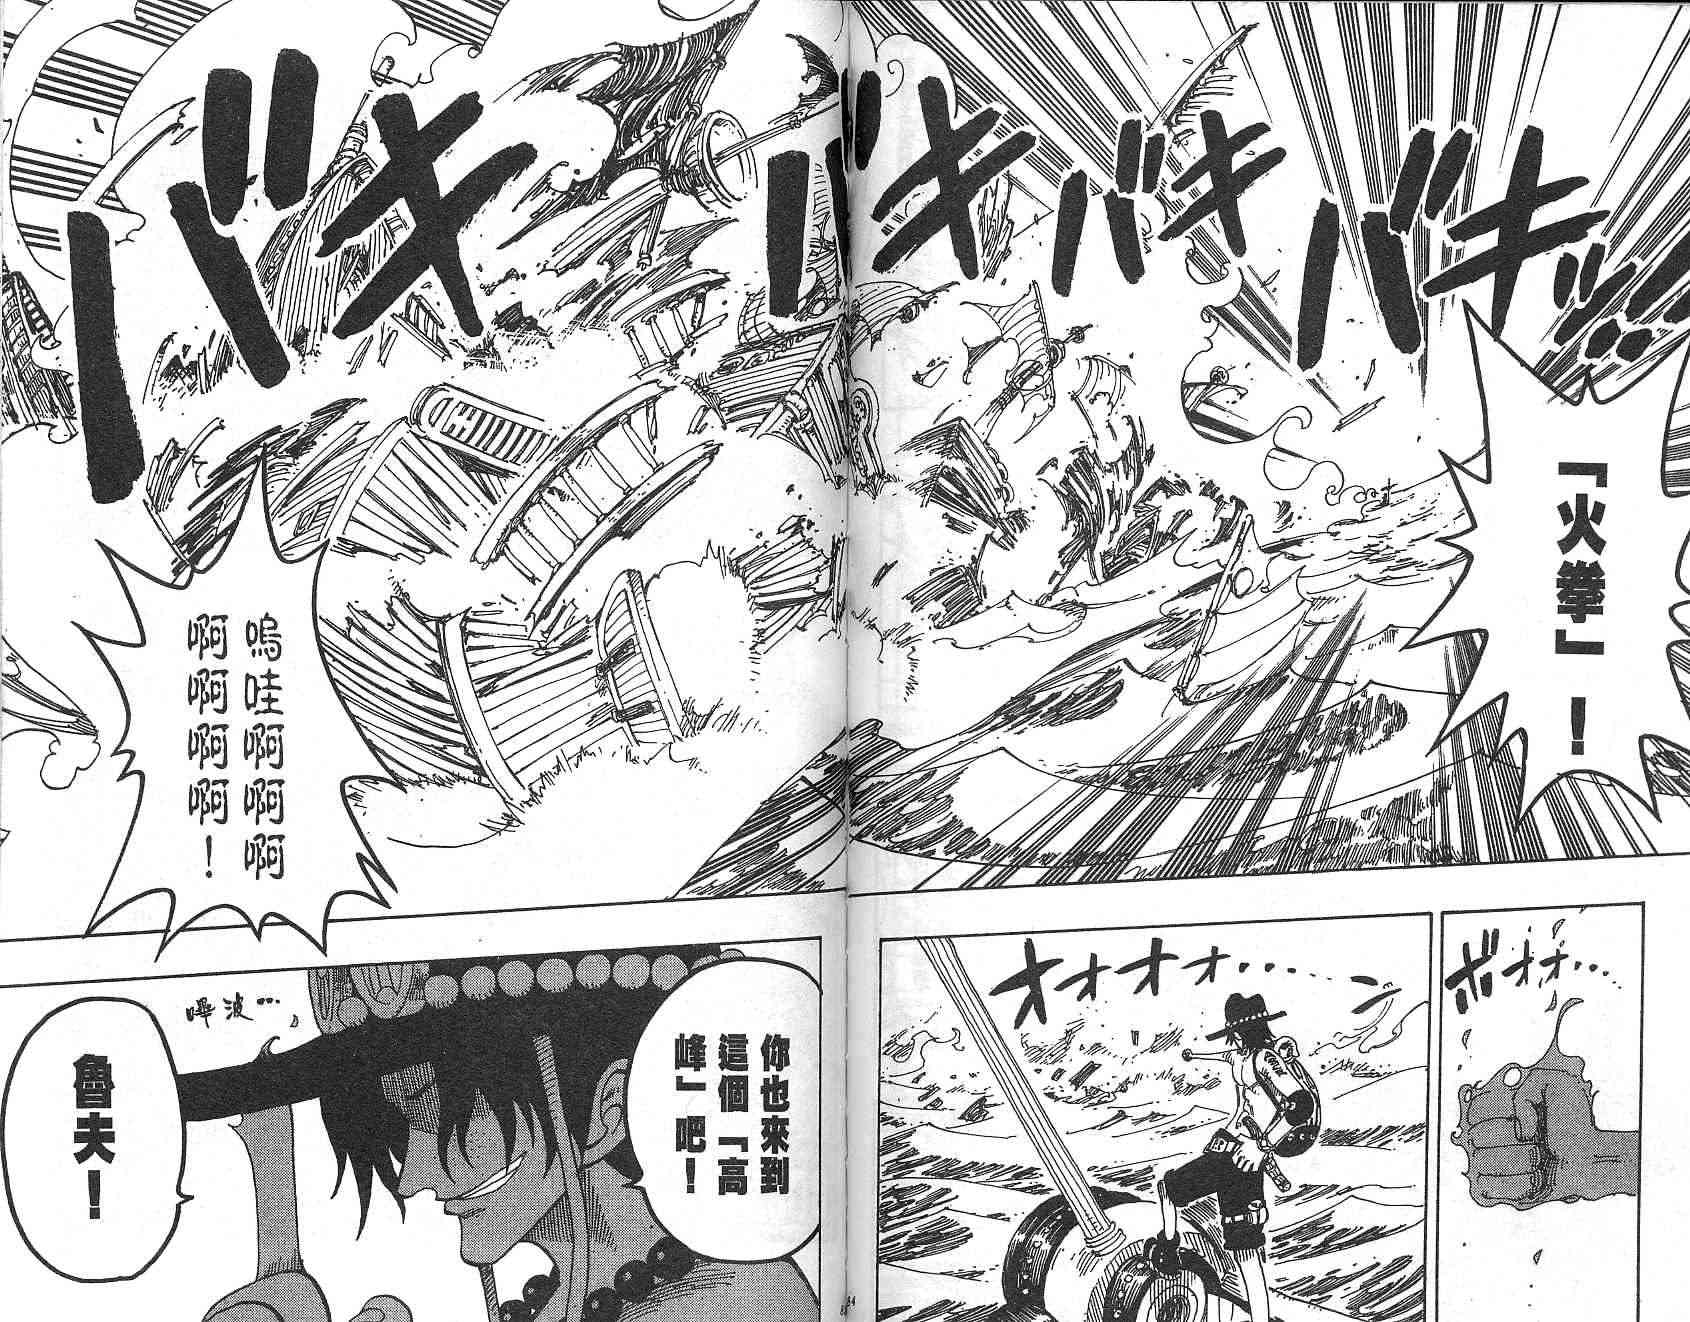 「火拳」！
バキバキバキバキッ…
嗚哇啊啊啊
啊啊啊啊！
ボオオ…
オオオオ…
你也來到
這個「高
峰」吧！
嗶波…
魯夫！